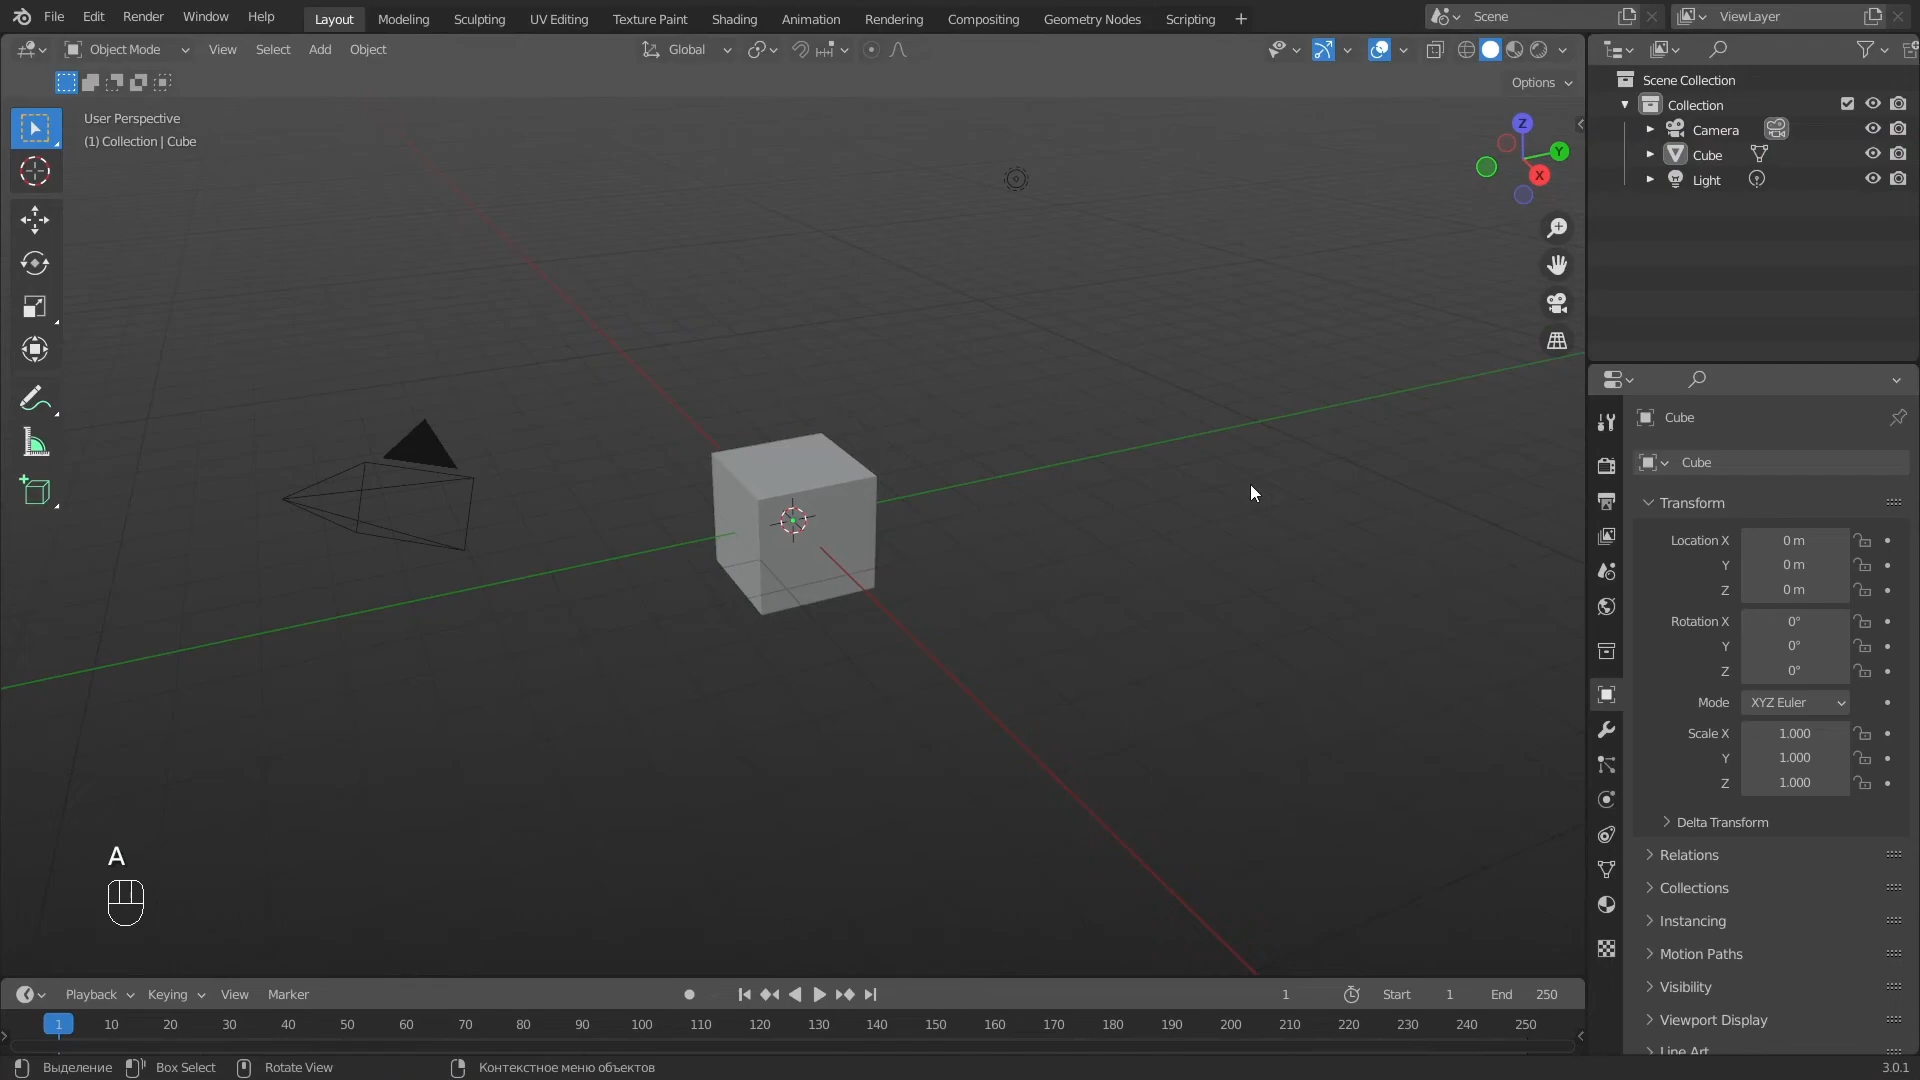 File Edit Render Window Help Layout Modeling Sculpting UV Editing Texture Paint Shading Animation Rendering Compositing Geometry Nodes Scripting + Scene ViewLayer
Object Mode View Select Add Object Global
Options
User Perspective
(1) Collection | Cube
Z
Y
X
Scene Collection
Collection
Camera
Cube
Light
Cube
Cube
Transform
Location X 0 m
Y 0 m
Z 0 m
Rotation X 0°
Y 0°
Z 0°
Mode XYZ Euler
Scale X 1.000
Y 1.000
Z 1.000
Delta Transform
Relations
Collections
Instancing
Motion Paths
Visibility
Viewport Display
Line Art
A
Playback Keying View Marker 1 Start 1 End 250
1 10 20 30 40 50 60 70 80 90 100 110 120 130 140 150 160 170 180 190 200 210 220 230 240 250
Выделение Box Select Rotate View Контекстное меню объектов 3.0.1